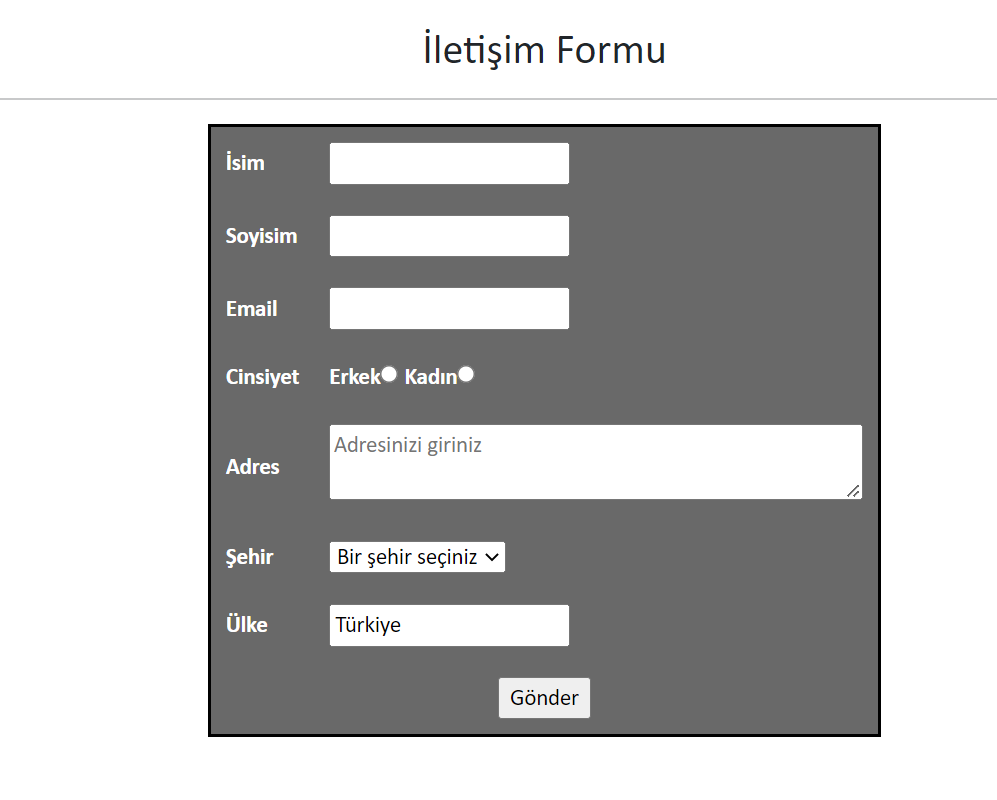 İletişim Formu
İsim
Soyisim
Email
Cinsiyet Erkek Kadın
Adres Adresinizi giriniz
Şehir Bir şehir seçiniz
Ülke Türkiye
Gönder